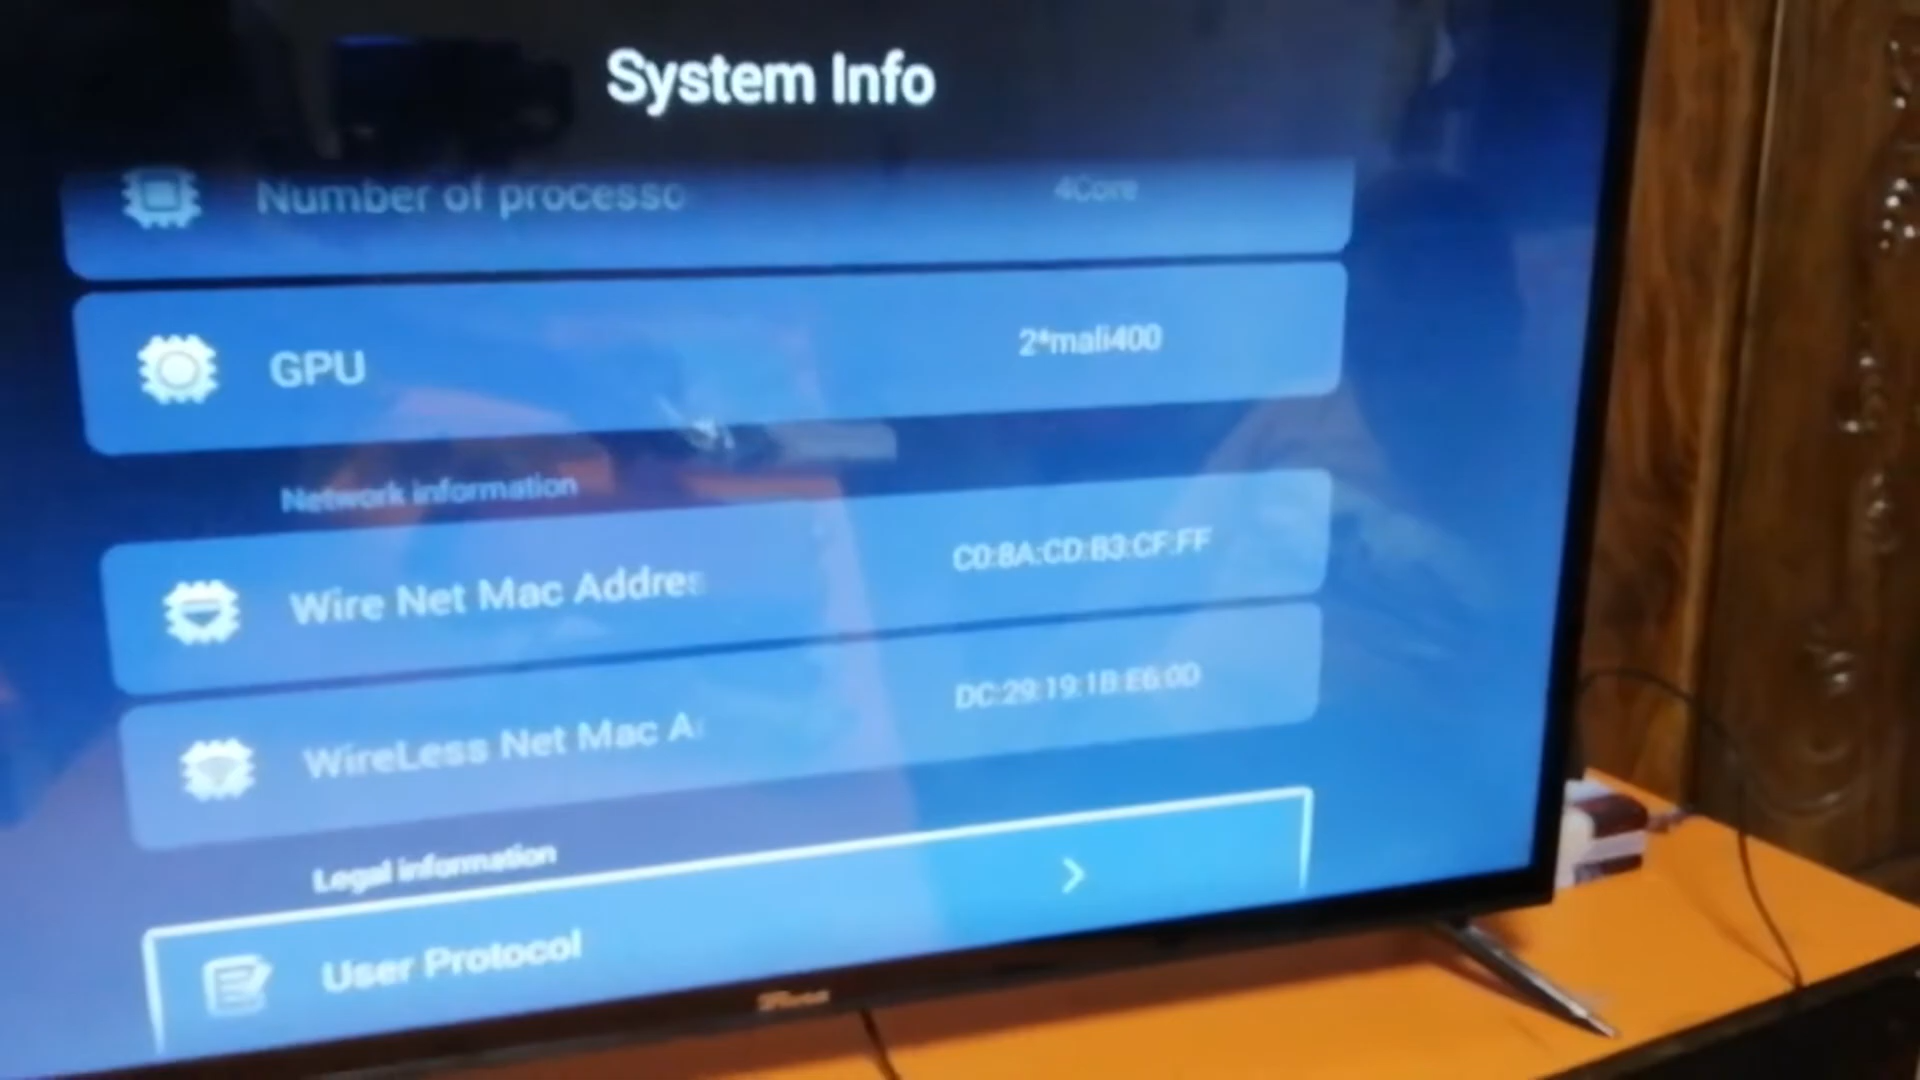 System Info
Number of processo
4Core
GPU
2*mali400
Network information
Wire Net Mac Addres
C0:8A:CD:B3:CF:FF
WireLess Net Mac A
DC:29:19:1B:E6:0D
Legal information
User Protocol